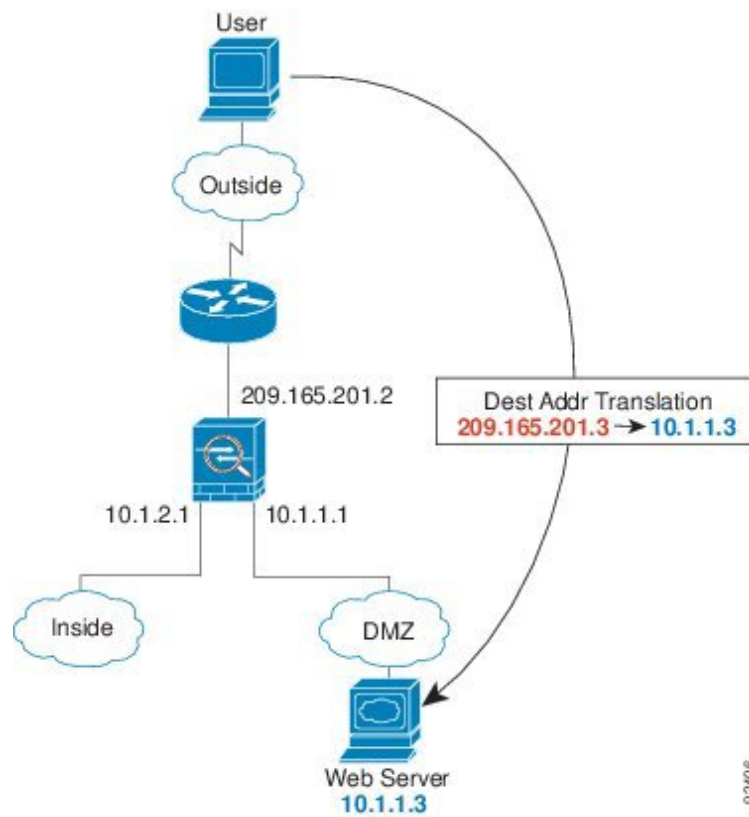 User
Outside
209.165.201.2
Dest Addr Translation
209.165.201.3 → 10.1.1.3
10.1.2.1
10.1.1.1
Inside
DMZ
Web Server
10.1.1.3